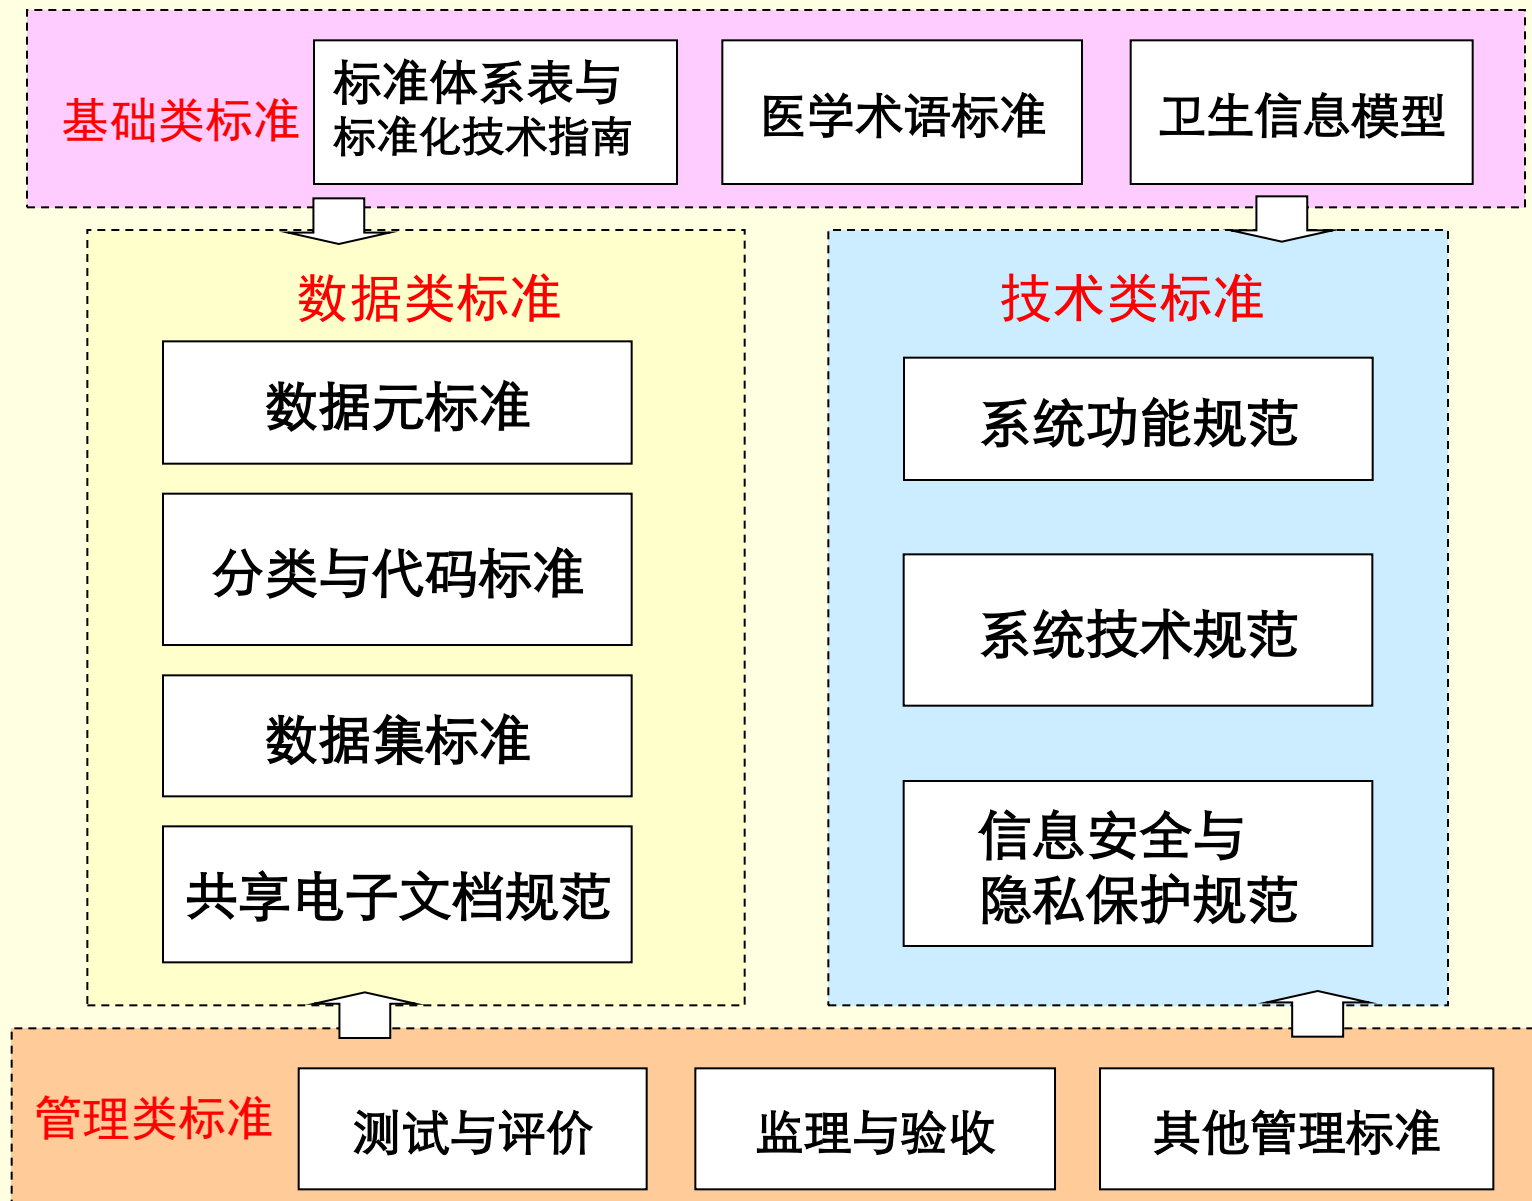 基础类标准
标准体系表与
标准化技术指南
医学术语标准
卫生信息模型
数据类标准
数据元标准
分类与代码标准
数据集标准
共享电子文档规范
技术类标准
系统功能规范
系统技术规范
信息安全与
隐私保护规范
管理类标准
测试与评价
监理与验收
其他管理标准